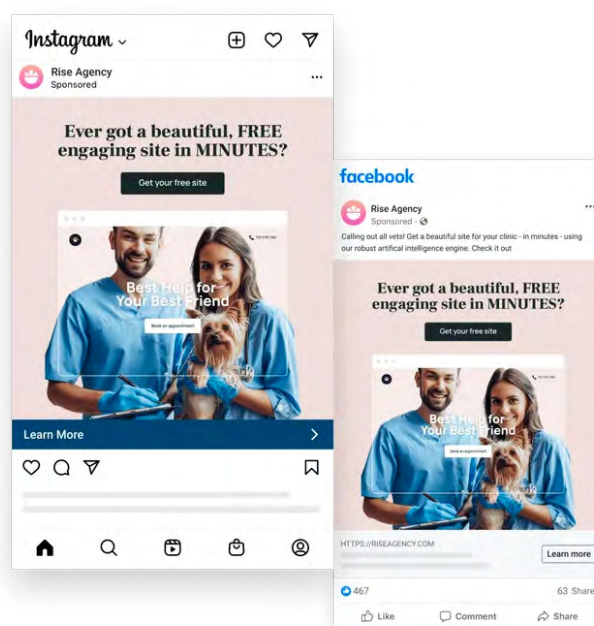 Instagram
Rise Agency
Sponsored
Ever got a beautiful, FREE
engaging site in MINUTES?
Get your free site
Best Help for
Your Best Friend
Book an appointment
Learn More
facebook
Rise Agency
Sponsored ·
Calling out all vets! Get a beautiful site for your clinic - in minutes - using
our robust artifical intelligence engine. Check it out
Ever got a beautiful, FREE
engaging site in MINUTES?
Get your free site
Best Help for
Your Best Friend
Book an appointment
HTTPS://RISEAGENCY.COM
Learn more
467
63 Share
Like
Comment
Share